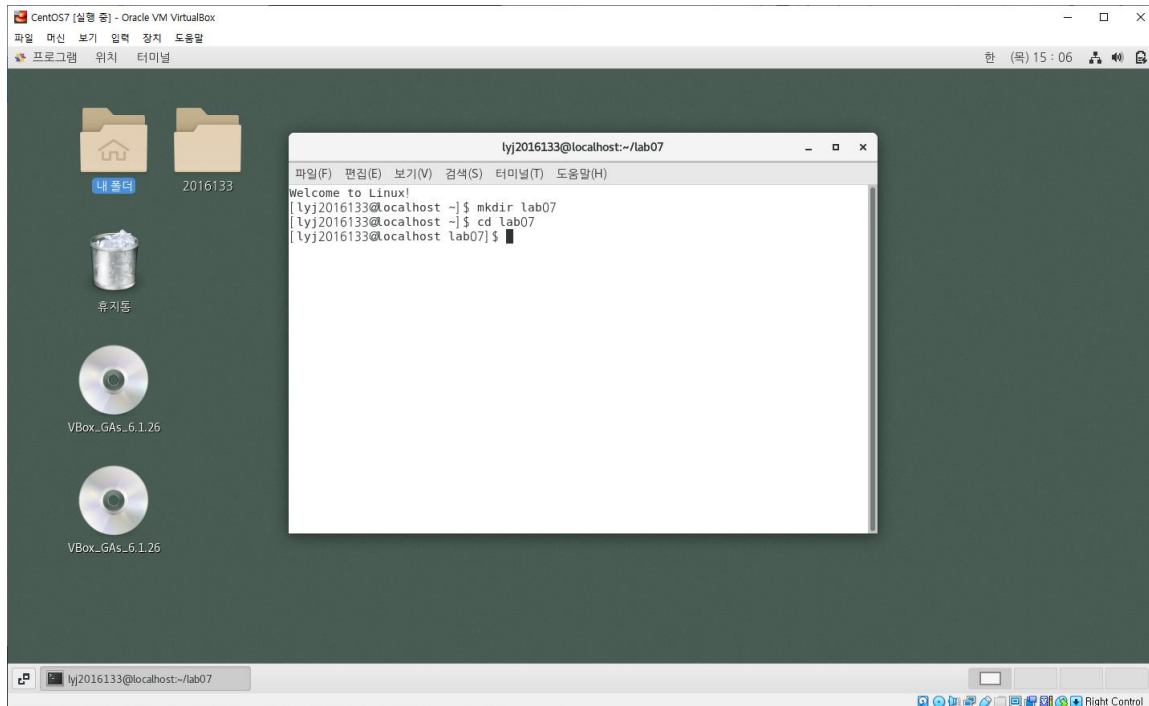 CentOS7 [실행 중] - Oracle VM VirtualBox
파일 머신 보기 입력 장치 도움말
프로그램 위치 터미널 한 (목) 15 : 06
내 폴더 2016133
휴지통
VBox_GAs_6.1.26
VBox_GAs_6.1.26
lyj2016133@localhost:~/lab07
파일(F) 편집(E) 보기(V) 검색(S) 터미널(T) 도움말(H)
Welcome to Linux!
[lyj2016133@localhost ~]$ mkdir lab07
[lyj2016133@localhost ~]$ cd lab07
[lyj2016133@localhost lab07]$
lyj2016133@localhost:~/lab07
Right Control